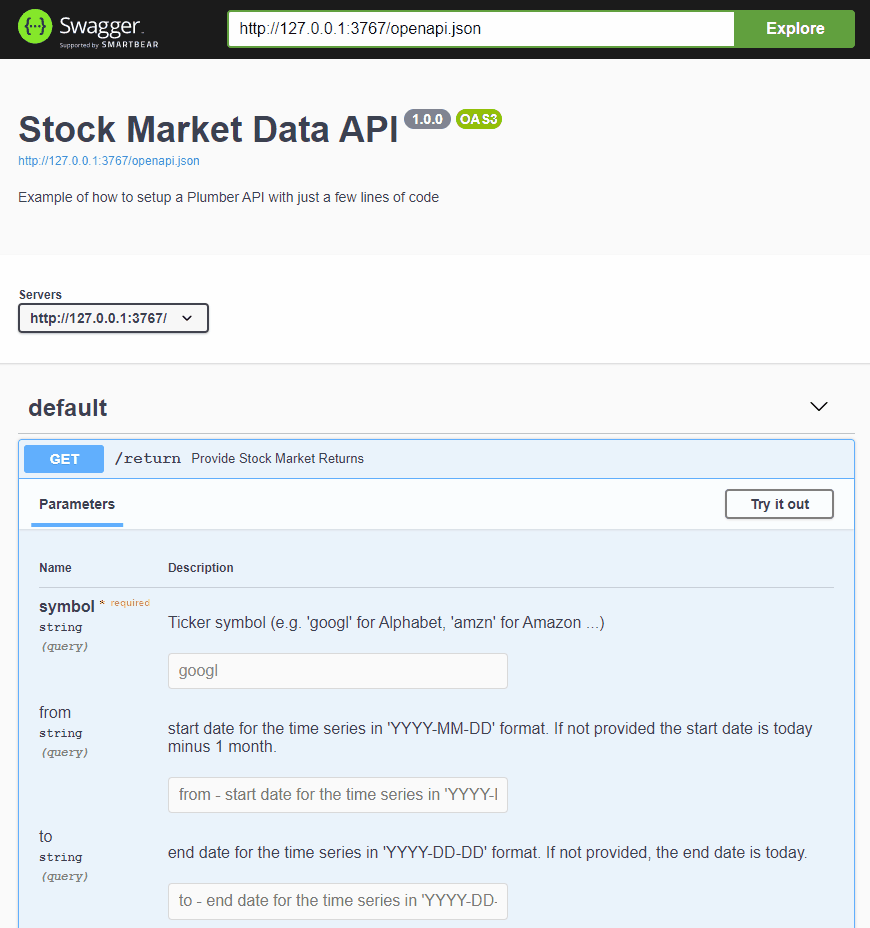 {···} Swagger™
Supported by SMARTBEAR
http://127.0.0.1:3767/openapi.json
Explore
Stock Market Data API 1.0.0 OAS3
http://127.0.0.1:3767/openapi.json
Example of how to setup a Plumber API with just a few lines of code
Servers
http://127.0.0.1:3767/
default
GET /return Provide Stock Market Returns
Parameters
Try it out
Name Description
symbol * required
string
(query)
Ticker symbol (e.g. 'googl' for Alphabet, 'amzn' for Amazon ...)
googl
from
string
(query)
start date for the time series in 'YYYY-MM-DD' format. If not provided the start date is today
minus 1 month.
from - start date for the time series in 'YYYY-
to
string
(query)
end date for the time series in 'YYYY-DD-DD' format. If not provided, the end date is today.
to - end date for the time series in 'YYYY-DD-